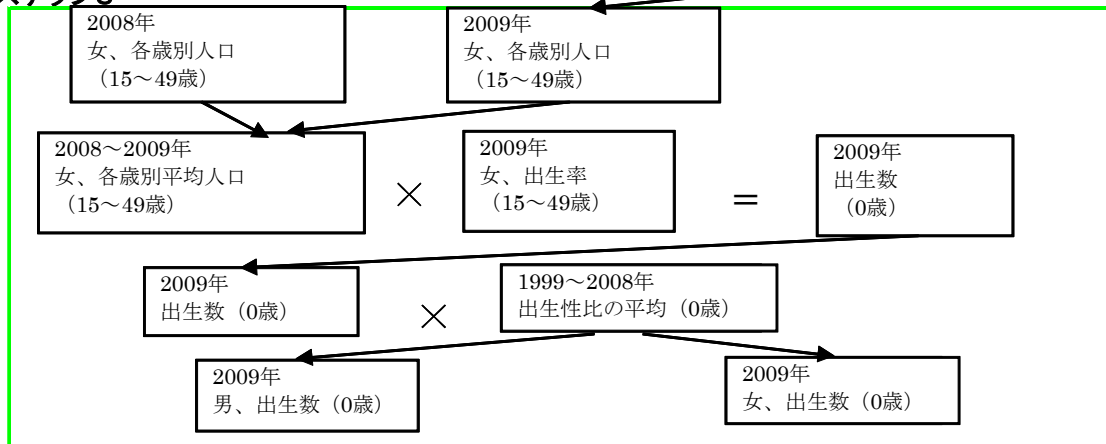 ステップ。
2008年
女、各歳別人口
（15～49歳）
2009年
女、各歳別人口
（15～49歳）
2008～2009年
女、各歳別平均人口
（15～49歳）
×
2009年
女、出生率
（15～49歳）
＝
2009年
出生数
（0歳）
2009年
出生数（0歳）
×
1999～2008年
出生性比の平均（0歳）
2009年
男、出生数（0歳）
2009年
女、出生数（0歳）